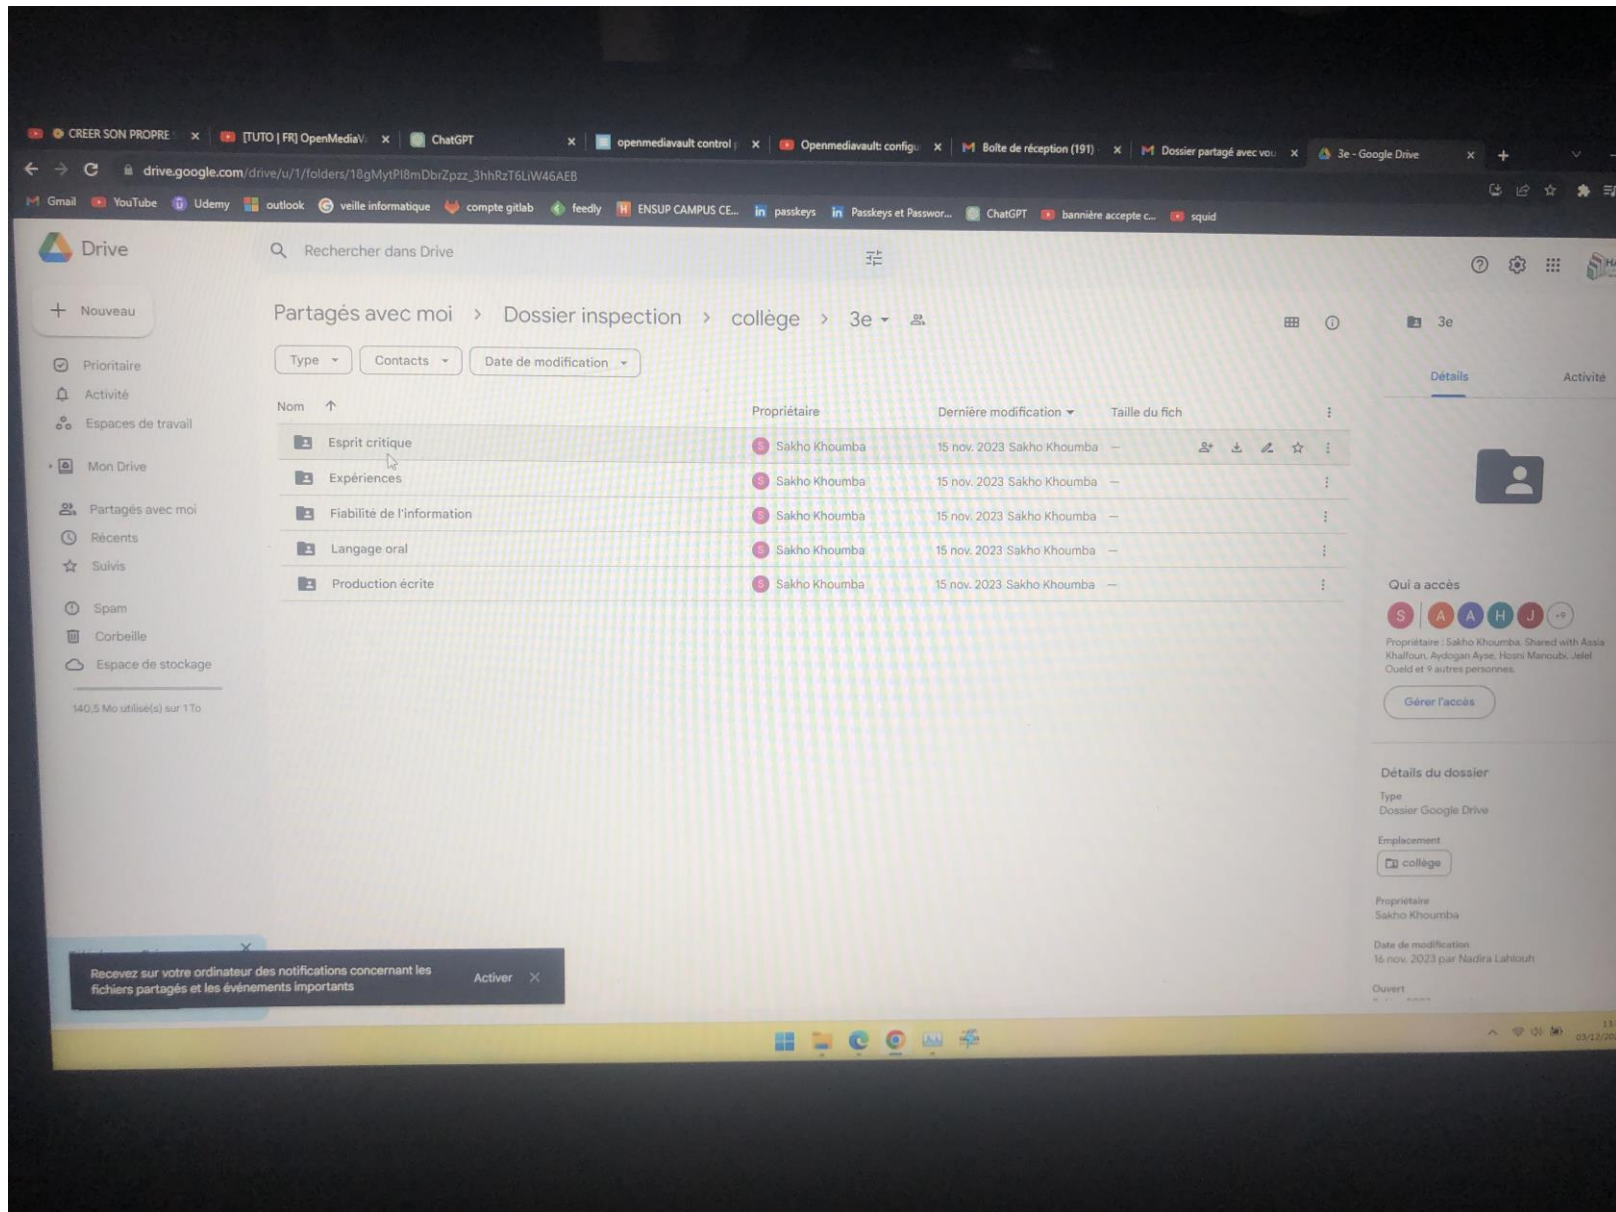 CREER SON PROPRE
[TUTO | FR] OpenMediaV
ChatGPT
openmediavault control
Openmediavault: configu
Boîte de réception (191)
Dossier partagé avec vou
3e - Google Drive
drive.google.com/drive/u/1/folders/18gMytPl8mDbrZpzz_3hhRzT6LiW46AEB
Gmail YouTube Udemy outlook veille informatique compte gitlab feedly ENSUP CAMPUS CE... passkeys Passkeys et Passwor... ChatGPT bannière accepte c... squid
Drive
Rechercher dans Drive
Nouveau
Partagés avec moi > Dossier inspection > collège > 3e
3e
Type Contacts Date de modification
Détails Activité
Prioritaire
Activité
Espaces de travail
Mon Drive
Partagés avec moi
Récents
Suivis
Spam
Corbeille
Espace de stockage
140,5 Mo utilisé(s) sur 1 To
Nom Propriétaire Dernière modification Taille du fich
Esprit critique Sakho Khoumba 15 nov. 2023 Sakho Khoumba —
Expériences Sakho Khoumba 15 nov. 2023 Sakho Khoumba —
Fiabilité de l'information Sakho Khoumba 15 nov. 2023 Sakho Khoumba —
Langage oral Sakho Khoumba 15 nov. 2023 Sakho Khoumba —
Production écrite Sakho Khoumba 15 nov. 2023 Sakho Khoumba —
Qui a accès
S A A H J +9
Propriétaire : Sakho Khoumba. Shared with Assia
Khalfoun, Aydogan Ayse, Hosni Manoubi, Jelel
Oueld et 9 autres personnes.
Gérer l'accès
Détails du dossier
Type
Dossier Google Drive
Emplacement
collège
Propriétaire
Sakho Khoumba
Date de modification
16 nov. 2023 par Nadira Lahlouh
Ouvert
Recevez sur votre ordinateur des notifications concernant les
fichiers partagés et les événements importants
Activer
03/12/20